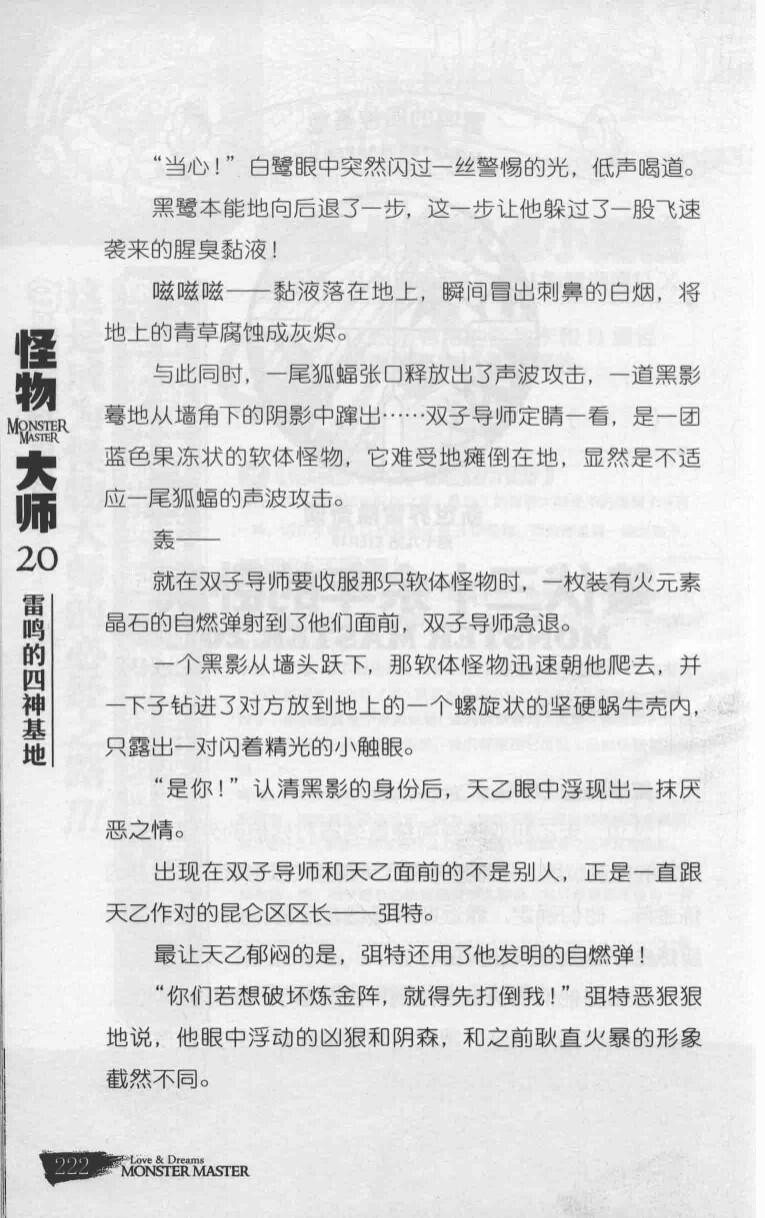 “当心！”白鹭眼中突然闪过一丝警惕的光，低声喝道。
黑鹭本能地向后退了一步，这一步让他躲过了一股飞速
袭来的腥臭黏液！
嗞嗞嗞——黏液落在地上，瞬间冒出刺鼻的白烟，将
地上的青草腐蚀成灰烬。
与此同时，一尾狐蝠张口释放出了声波攻击，一道黑影
蓦地从墙角下的阴影中蹿出……双子导师定睛一看，是一团
蓝色果冻状的软体怪物，它难受地瘫倒在地，显然是不适
应一尾狐蝠的声波攻击。
轰——
就在双子导师要收服那只软体怪物时，一枚装有火元素
晶石的自燃弹射到了他们面前，双子导师急退。
一个黑影从墙头跃下，那软体怪物迅速朝他爬去，并
一下子钻进了对方放到地上的一个螺旋状的坚硬蜗牛壳内，
只露出一对闪着精光的小触眼。
“是你！”认清黑影的身份后，天乙眼中浮现出一抹厌
恶之情。
出现在双子导师和天乙面前的不是别人，正是一直跟
天乙作对的昆仑区区长——弭特。
最让天乙郁闷的是，弭特还用了他发明的自燃弹！
“你们若想破坏炼金阵，就得先打倒我！”弭特恶狠狠
地说，他眼中浮动的凶狠和阴森，和之前耿直火暴的形象
截然不同。
怪物
MONSTER
MASTER
大师
20
雷鸣的四神基地
222
Love & Dreams
MONSTER MASTER